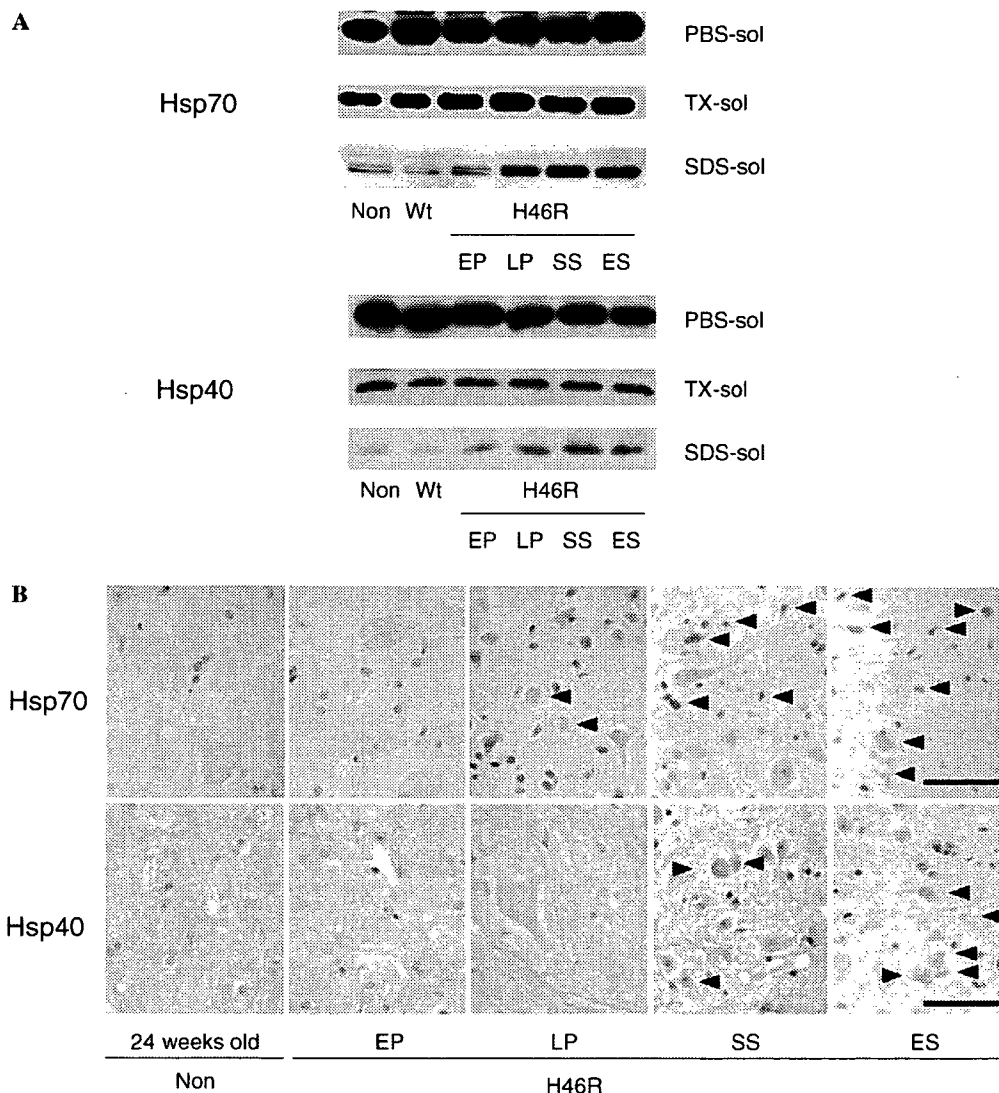 A
PBS-sol
Hsp70
TX-sol
SDS-sol
Non Wt H46R
EP LP SS ES
PBS-sol
Hsp40
TX-sol
SDS-sol
Non Wt H46R
EP LP SS ES
B
Hsp70
Hsp40
24 weeks old EP LP SS ES
Non H46R